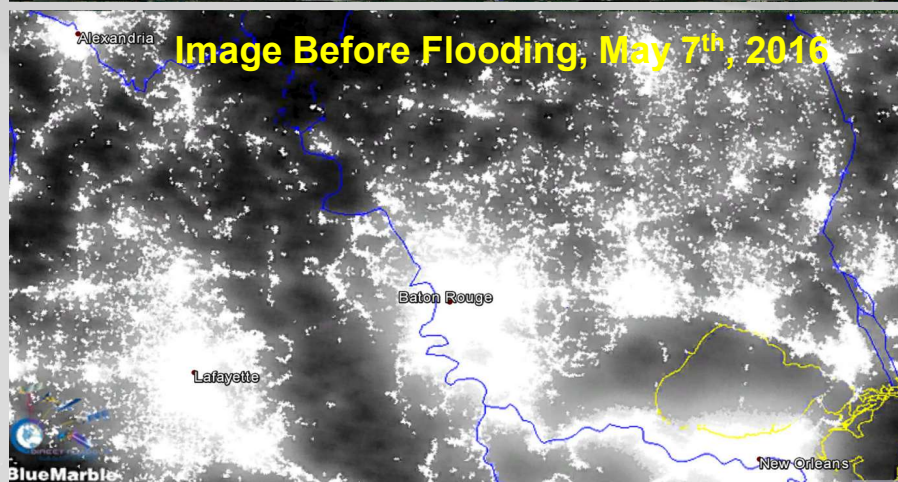 Alexandria
Image Before Flooding, May 7th, 2016
Baton Rouge
Lafayette
New Orleans
BlueMarble